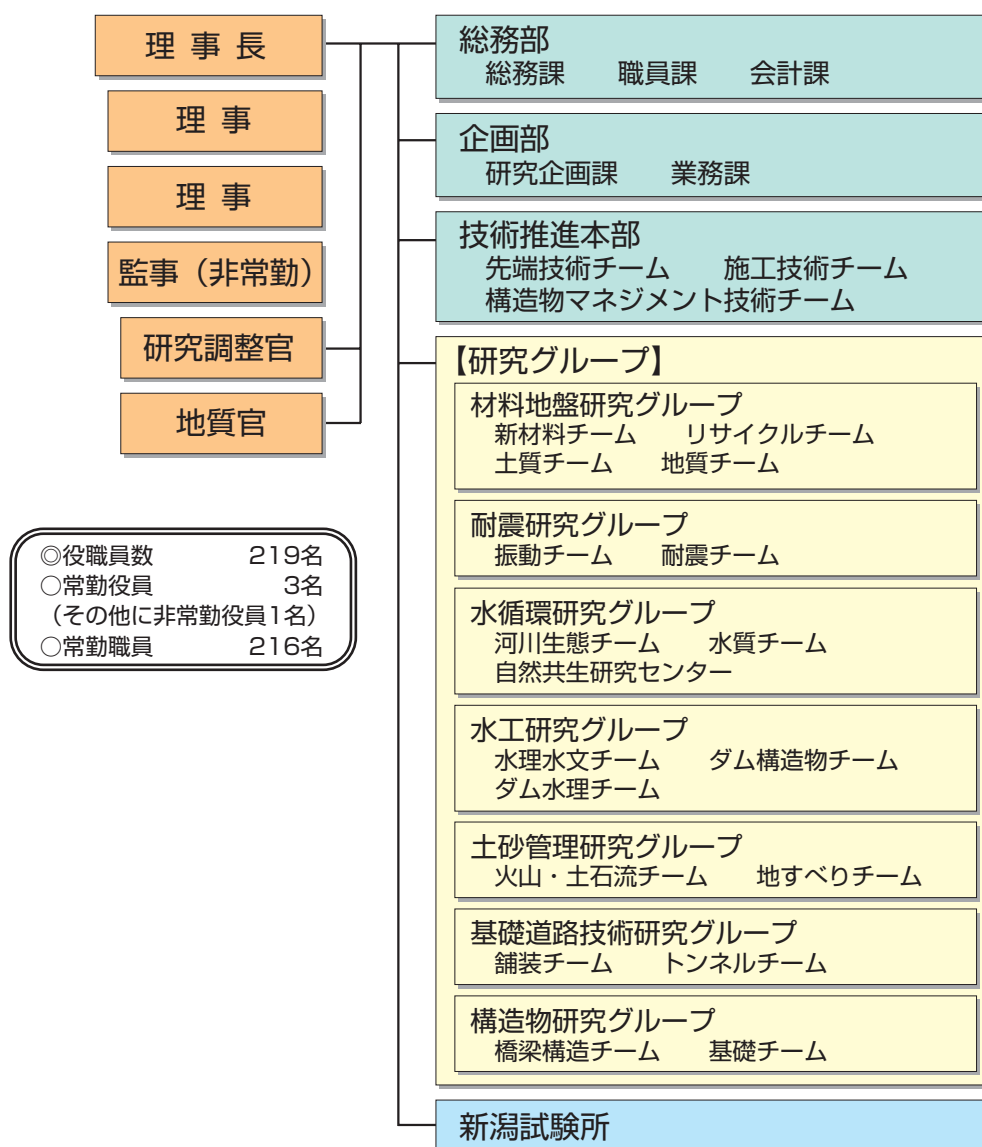 理 事 長
理 事
理 事
監事（非常勤）
研究調整官
地質官
◎役職員数 219名
○常勤役員 3名
（その他に非常勤役員1名）
○常勤職員 216名
総務部
総務課 職員課 会計課
企画部
研究企画課 業務課
技術推進本部
先端技術チーム 施工技術チーム
構造物マネジメント技術チーム
【研究グループ】
材料地盤研究グループ
新材料チーム リサイクルチーム
土質チーム 地質チーム
耐震研究グループ
振動チーム 耐震チーム
水循環研究グループ
河川生態チーム 水質チーム
自然共生研究センター
水工研究グループ
水理水文チーム ダム構造物チーム
ダム水理チーム
土砂管理研究グループ
火山・土石流チーム 地すべりチーム
基礎道路技術研究グループ
舗装チーム トンネルチーム
構造物研究グループ
橋梁構造チーム 基礎チーム
新潟試験所